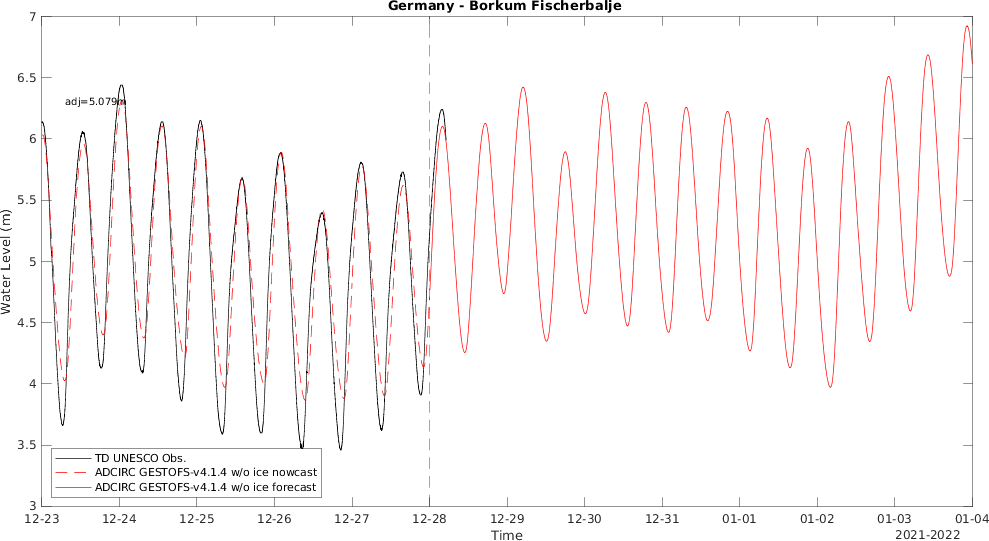 Germany - Borkum Fischerbalje
7
6.5
6
5.5
5
4.5
4
3.5
3
Water Level (m)
adj=5.079m
TD UNESCO Obs.
ADCIRC GESTOFS-v4.1.4 w/o ice nowcast
ADCIRC GESTOFS-v4.1.4 w/o ice forecast
12-23 12-24 12-25 12-26 12-27 12-28 12-29 12-30 12-31 01-01 01-02 01-03 01-04
Time
2021-2022